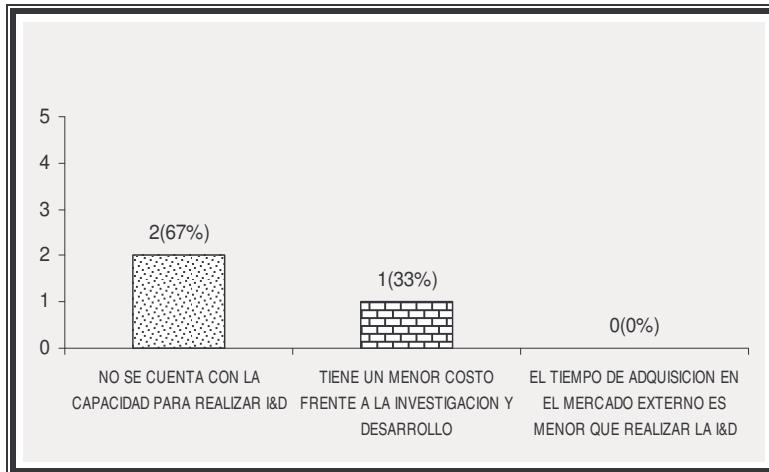 5
4
3
2
1
0
2(67%)
1(33%)
0(0%)
NO SE CUENTA CON LA
CAPACIDAD PARA REALIZAR I&D
TIENE UN MENOR COSTO
FRENTE A LA INVESTIGACION Y
DESARROLLO
EL TIEMPO DE ADQUISICION EN
EL MERCADO EXTERNO ES
MENOR QUE REALIZAR LA I&D